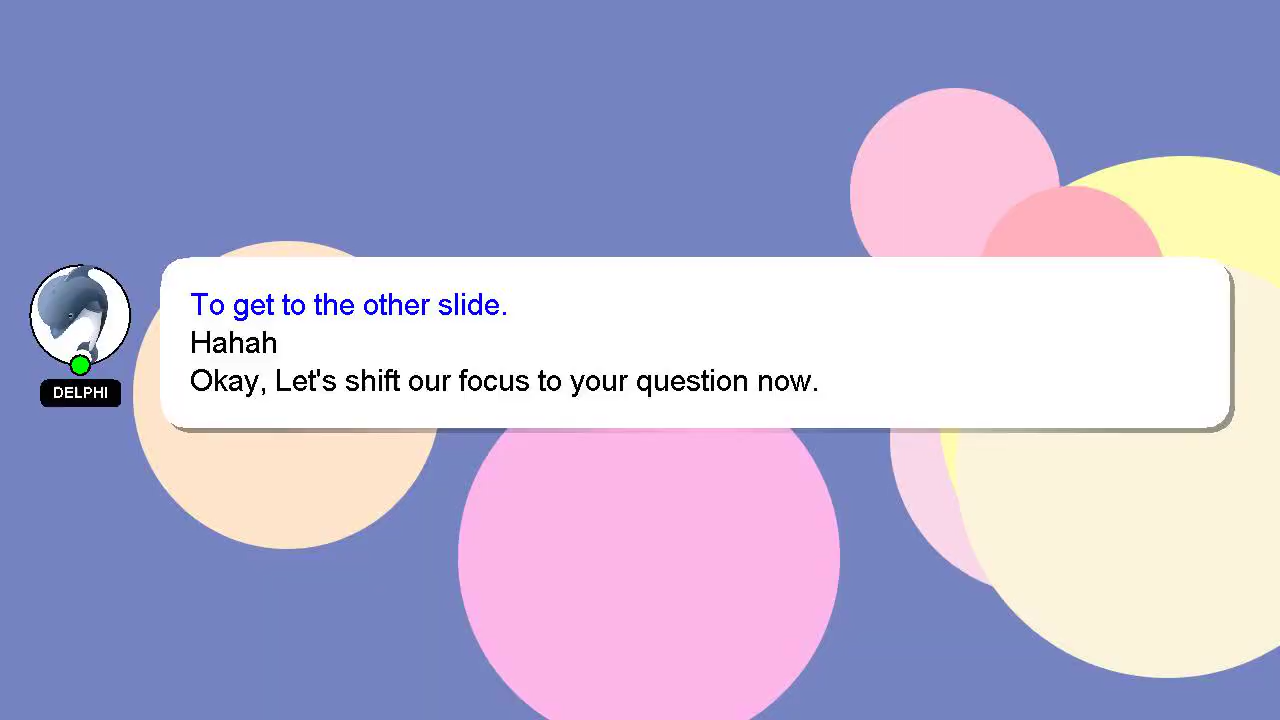 To get to the other slide.
Hahah
Okay, Let's shift our focus to your question now.
DELPHI